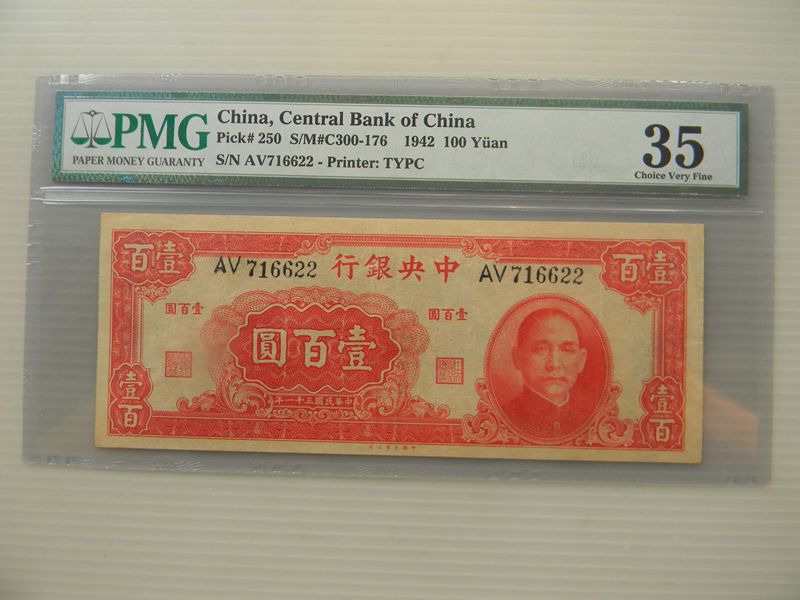 PMG
PAPER MONEY GUARANTY
China, Central Bank of China
Pick# 250 S/M#C300-176 1942 100 Yüan
S/N AV716622 - Printer: TYPC
35
Choice Very Fine
百壹
AV716622
行銀央中
AV716622
百壹
圓百壹
圓百壹
圓百壹
壹百
年一十三國民華中
壹百